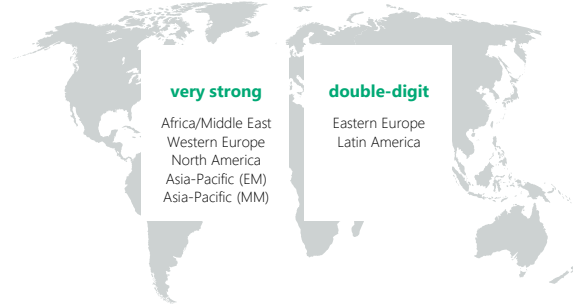 very strong
Africa/Middle East
Western Europe
North America
Asia-Pacific (EM)
Asia-Pacific (MM)
double-digit
Eastern Europe
Latin America